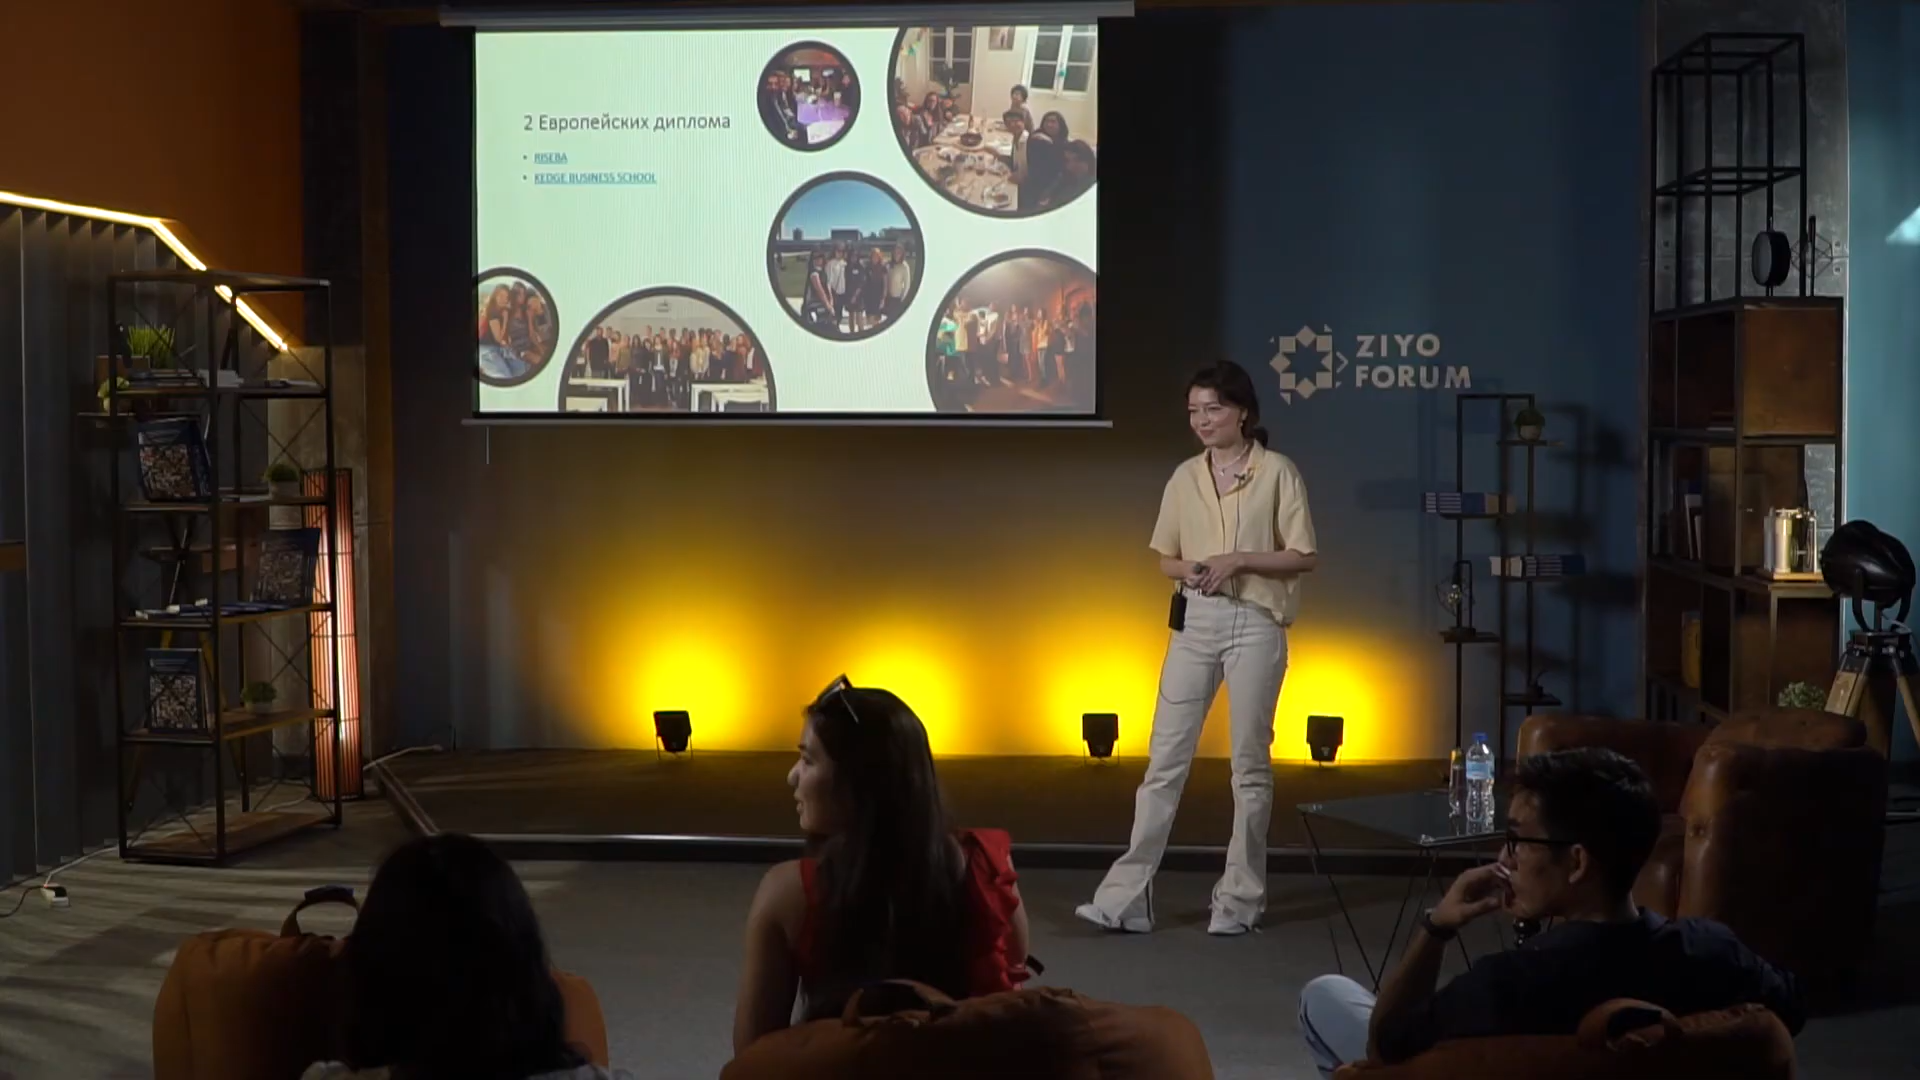 2 Европейских диплома
• RISEBA
• KEDGE BUSINESS SCHOOL
ZIYO
FORUM